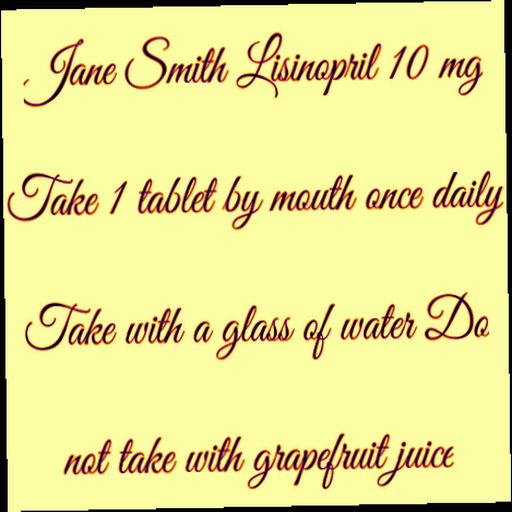 Jane Smith Lisinopril 10 mg
Take 1 tablet by mouth once daily
Take with a glass of water Do
not take with grapefruit juice